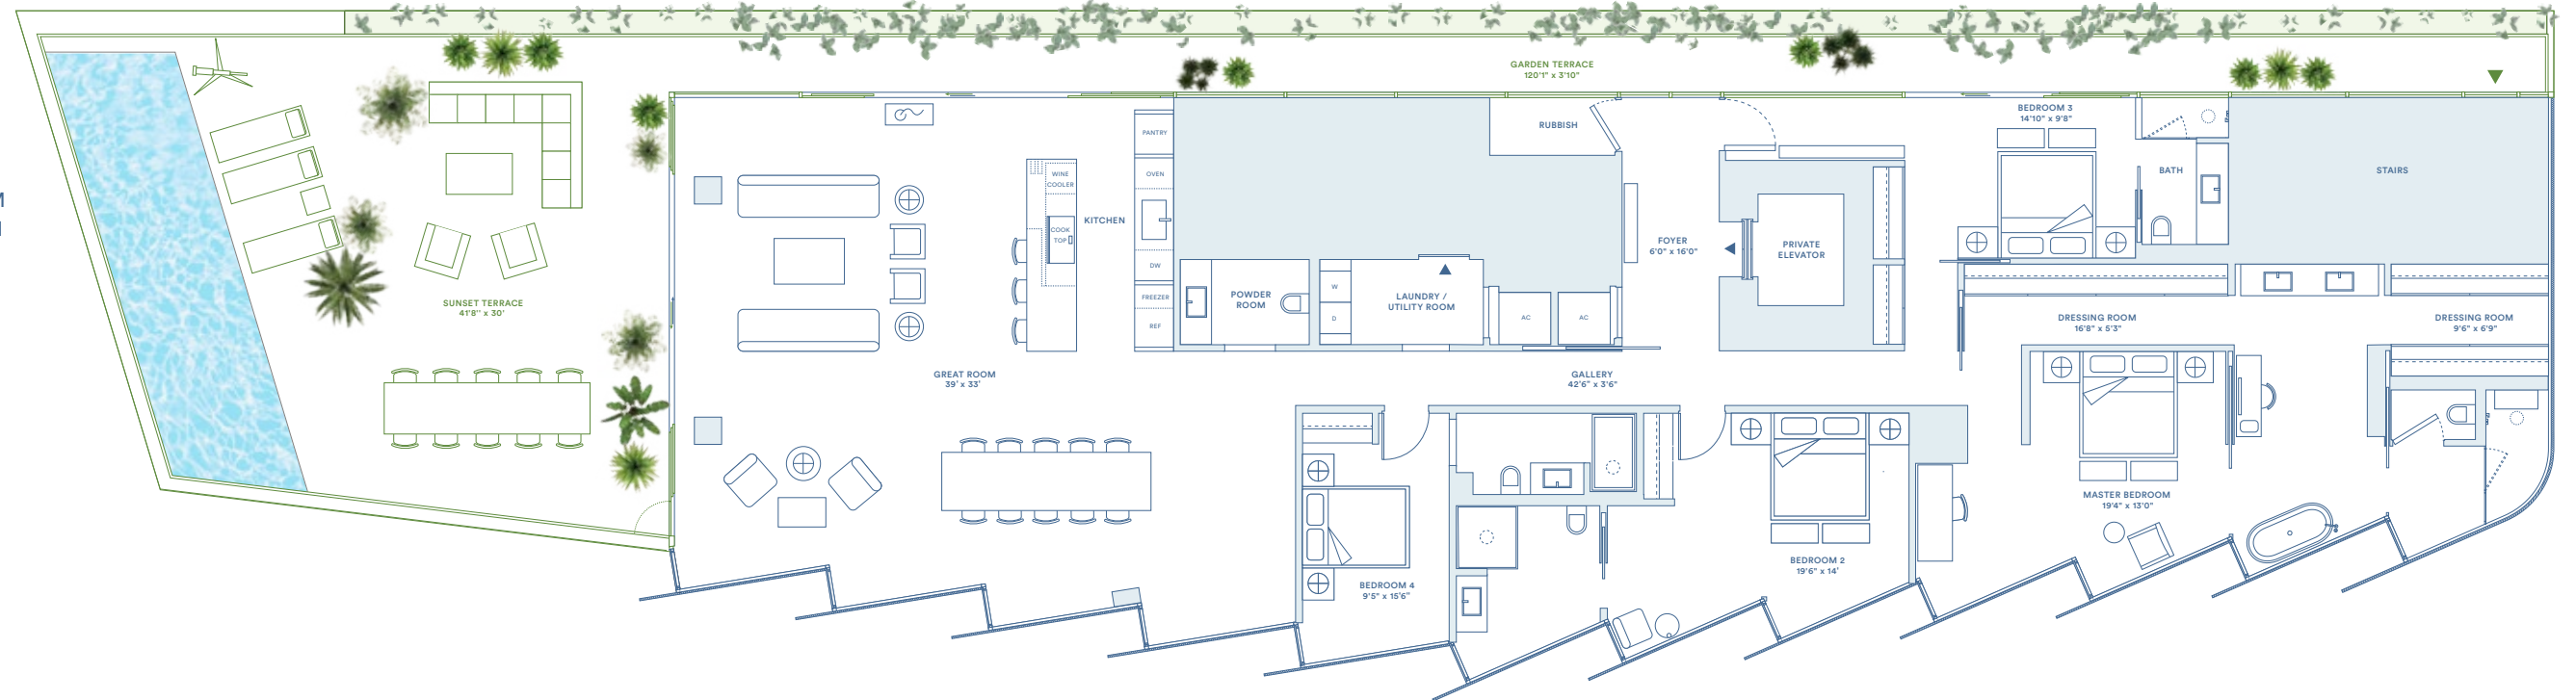 GARDEN TERRACE
120'1" x 3'10"
BEDROOM 3
14'10" x 9'8"
RUBBISH
PANTRY
OVEN
WINE
COOLER
KITCHEN
COOK
TOP
DW
FREEZER
REF
BATH
STAIRS
FOYER
6'0" x 16'0"
PRIVATE
ELEVATOR
POWDER
ROOM
W
D
LAUNDRY /
UTILITY ROOM
AC
AC
SUNSET TERRACE
41'8'' x 30'
DRESSING ROOM
16'8" x 5'3"
DRESSING ROOM
9'6" x 6'9"
GREAT ROOM
39' x 33'
GALLERY
42'6" x 3'6"
MASTER BEDROOM
19'4" x 13'0"
BEDROOM 2
19'6" x 14'
BEDROOM 4
9'5" x 15'6"